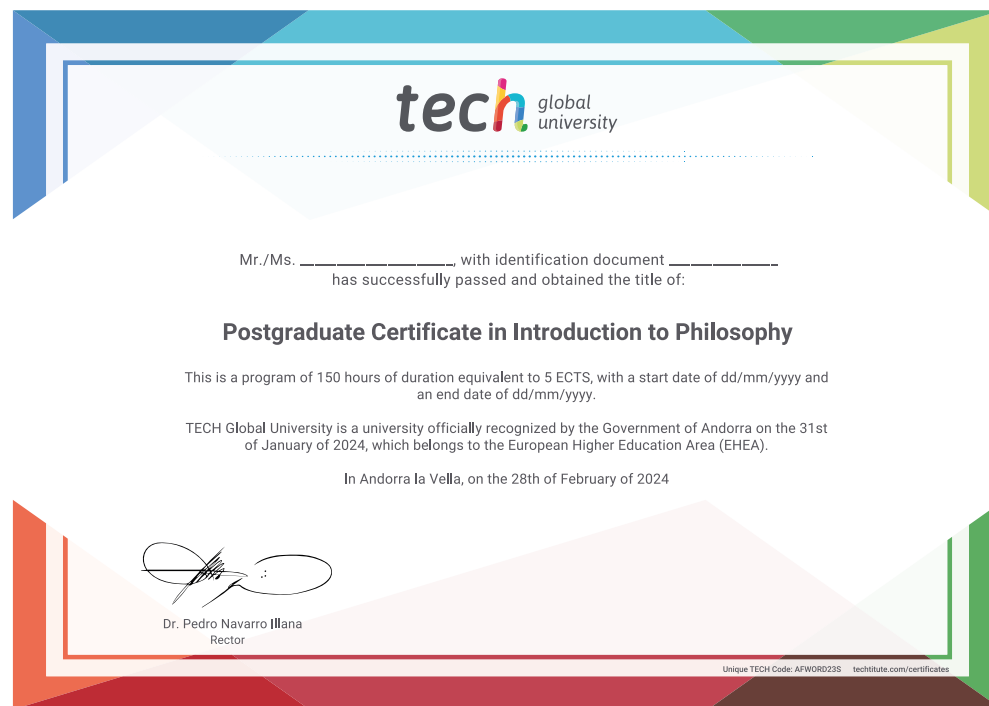 tech global
university
Mr./Ms. ____________________, with identification document ______________
has successfully passed and obtained the title of:
Postgraduate Certificate in Introduction to Philosophy
This is a program of 150 hours of duration equivalent to 5 ECTS, with a start date of dd/mm/yyyy and
an end date of dd/mm/yyyy.
TECH Global University is a university officially recognized by the Government of Andorra on the 31st
of January of 2024, which belongs to the European Higher Education Area (EHEA).
In Andorra la Vella, on the 28th of February of 2024
Dr. Pedro Navarro Illana
Rector
Unique TECH Code: AFWORD23S techtitute.com/certificates